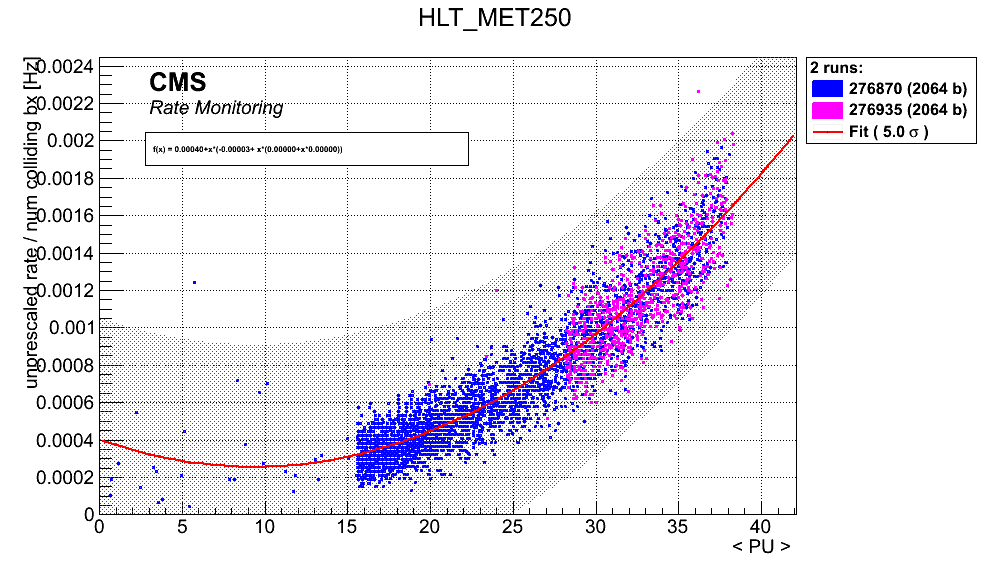 HLT_MET250
unprescaled rate / num colliding bx [Hz]
0.0024
0.0022
0.002
0.0018
0.0016
0.0014
0.0012
0.001
0.0008
0.0006
0.0004
0.0002
0
CMS
Rate Monitoring
f(x) = 0.00040+x*(-0.00003+ x*(0.00000+x*0.00000))
2 runs:
276870 (2064 b)
276935 (2064 b)
Fit ( 5.0 σ )
0 5 10 15 20 25 30 35 40
< PU >